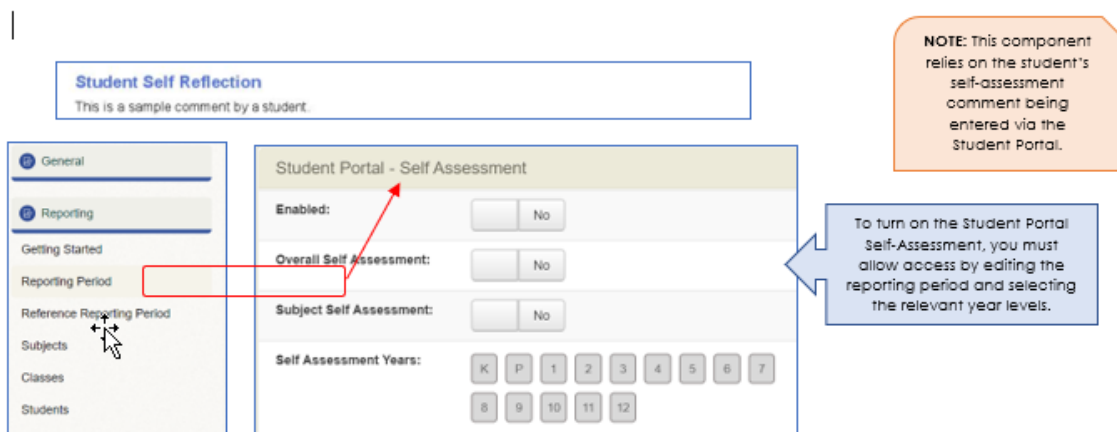 NOTE: This component
relies on the student's
self-assessment
comment being
entered via the
Student Portal.
Student Self Reflection
This is a sample comment by a student.
General
Reporting
Getting Started
Reporting Period
Reference Reporting Period
Subjects
Classes
Students
Student Portal - Self Assessment
Enabled:
No
Overall Self Assessment:
No
Subject Self Assessment:
No
Self Assessment Years:
K P 1 2 3 4 5 6 7
8 9 10 11 12
To turn on the Student Portal
Self-Assessment, you must
allow access by editing the
reporting period and selecting
the relevant year levels.